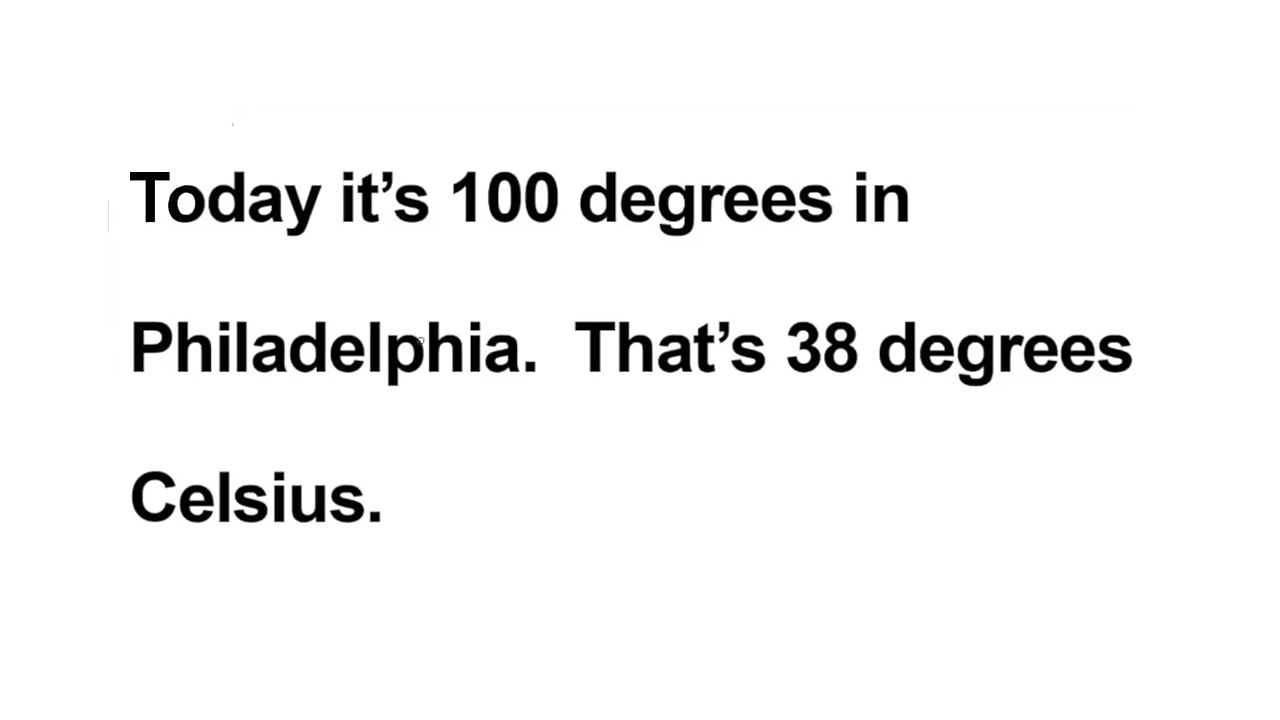 Today it’s 100 degrees in
Philadelphia.  That’s 38 degrees
Celsius.